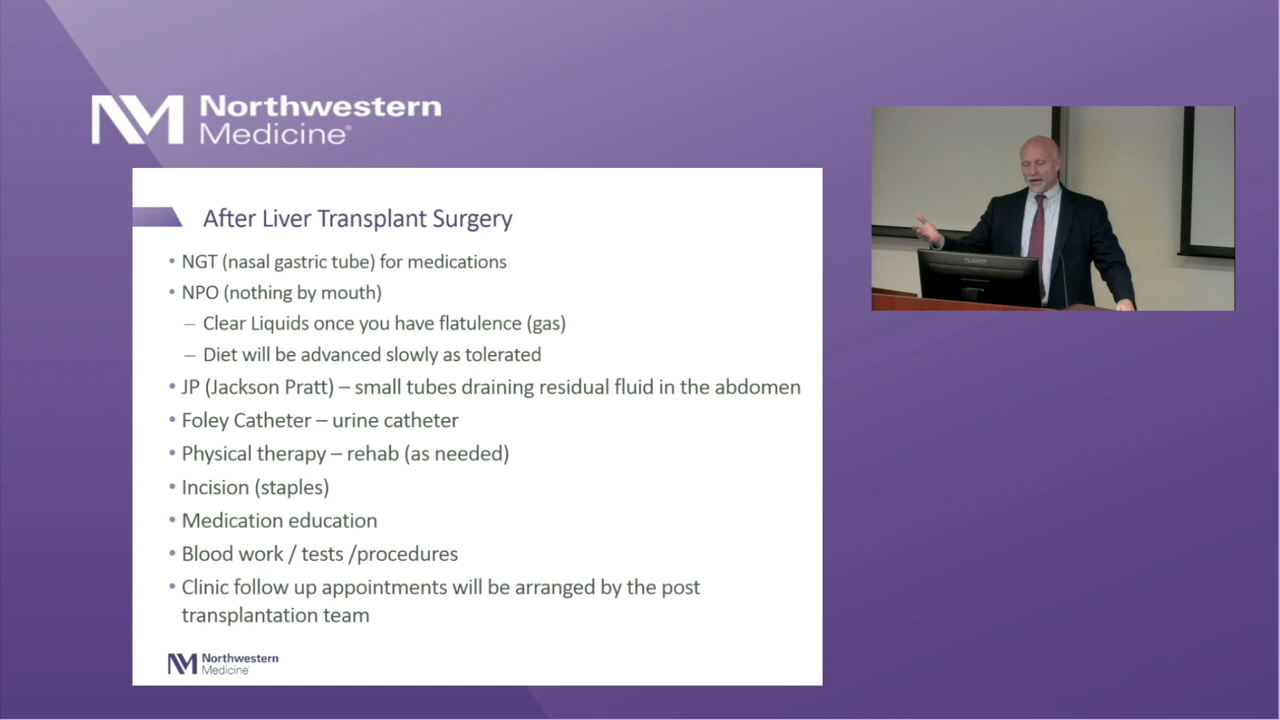 Northwestern
Medicine®
After Liver Transplant Surgery
• NGT (nasal gastric tube) for medications
• NPO (nothing by mouth)
– Clear Liquids once you have flatulence (gas)
– Diet will be advanced slowly as tolerated
• JP (Jackson Pratt) – small tubes draining residual fluid in the abdomen
• Foley Catheter – urine catheter
• Physical therapy – rehab (as needed)
• Incision (staples)
• Medication education
• Blood work / tests /procedures
• Clinic follow up appointments will be arranged by the post
transplantation team
Northwestern
Medicine
PLANAR